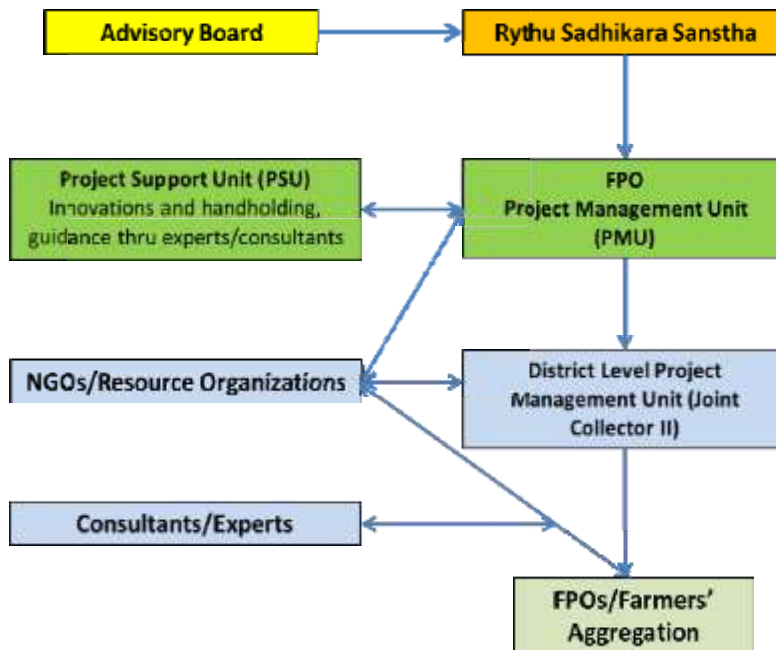 Advisory Board
Rythu Sadhikara Sanstha
Project Support Unit (PSU)
Innovations and handholding,
guidance thru experts/consultants
FPO
Project Management Unit
(PMU)
NGOs/Resource Organizations
District Level Project
Management Unit (Joint
Collector II)
Consultants/Experts
FPOs/Farmers'
Aggregation